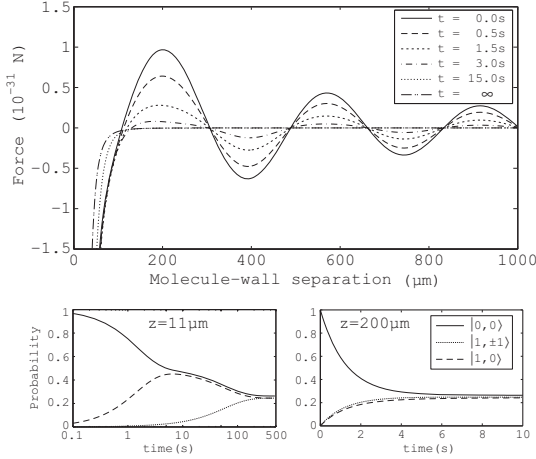 1.5
1
0.5
0
−0.5
−1
−1.5
Force (10⁻³¹ N)
0 200 400 600 800 1000
Molecule−wall separation (μm)
t = 0.0s
t = 0.5s
t = 1.5s
t = 3.0s
t = 15.0s
t = ∞
1
0.8
0.6
0.4
0.2
0
Probability
z=11μm
0.1 1 10 100 500
time(s)
1
0.8
0.6
0.4
0.2
0
z=200μm
|0,0⟩
|1,±1⟩
|1,0⟩
0 2 4 6 8 10
time(s)